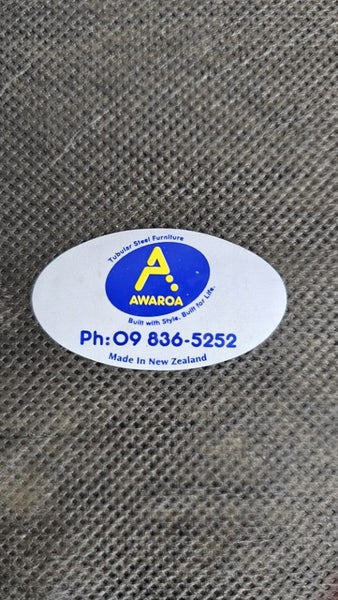 Tubular Steel Furniture
AWAROA
Built with Style. Built for Life.
Ph: 09 836-5252
Made In New Zealand